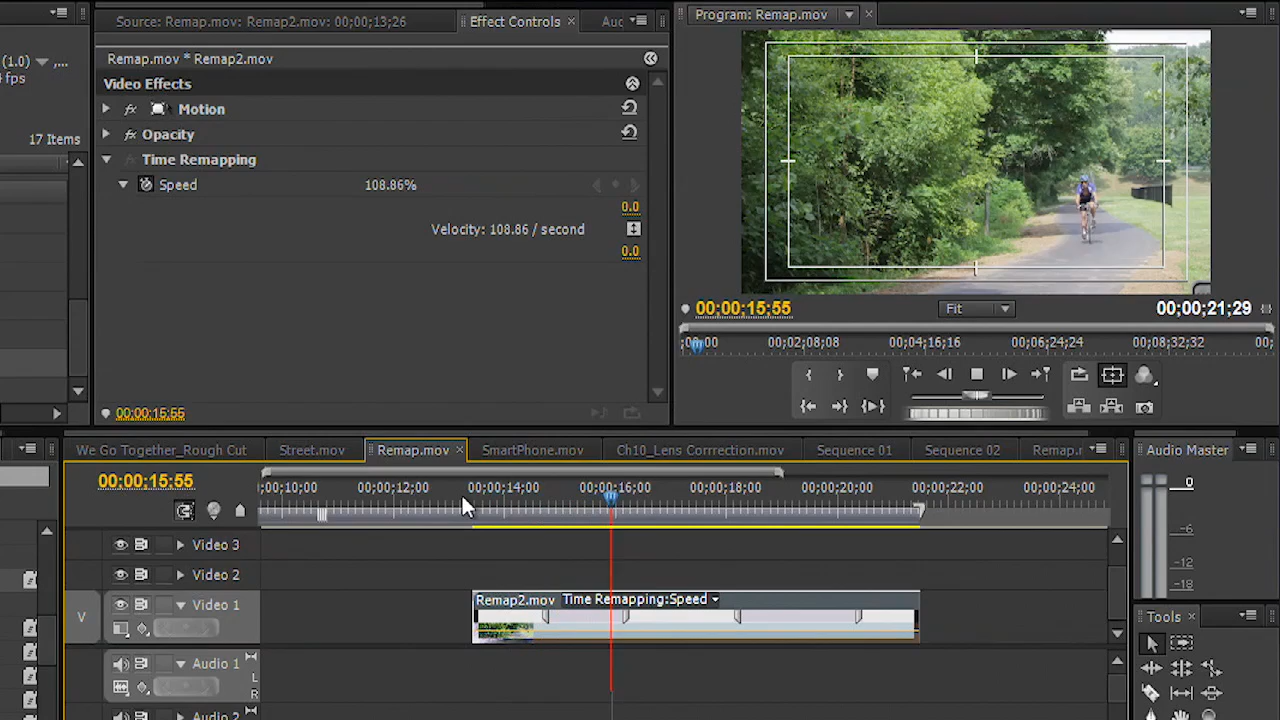 Source: Remap.mov: Remap2.mov: 00;00;13;26
Effect Controls ×
Auc
Program: Remap.mov
Remap.mov * Remap2.mov
(1.0)
,...
4 fps
Video Effects
fx Motion
17 Items
fx Opacity
fx Time Remapping
Speed 108.86%
0.0
Velocity: 108.86 / second
0.0
00;00;15;55
Fit
00;00;21;29
;00;00 00;02;08;08 00;04;16;16 00;06;24;24 00;08;32;32 00;
00;00;15;55
We Go Together_Rough Cut Street.mov Remap.mov × SmartPhone.mov Ch10_Lens Corrrection.mov Sequence 01 Sequence 02 Remap.r
Audio Master ×
00;00;15;55
;00;10;00 00;00;12;00 00;00;14;00 00;00;16;00 00;00;18;00 00;00;20;00 00;00;22;00 00;00;24;00
0
-6
-12
-18
Video 3
Video 2
V Video 1
Remap2.mov Time Remapping:Speed
Tools ×
Audio 1
L
R
Audio 2